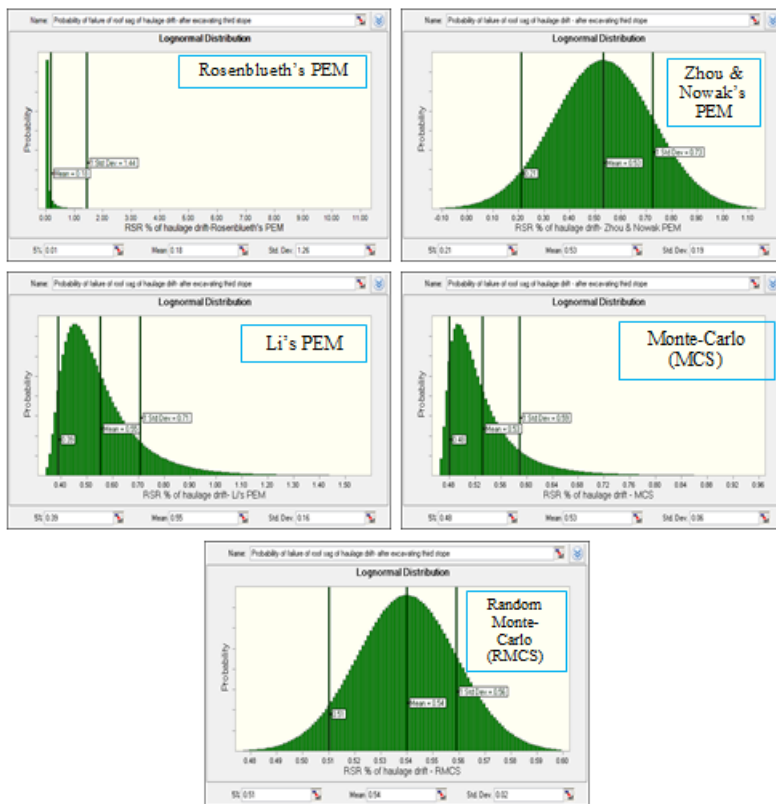 Name: Probability of failure of roof sag of haulage drift - after excavating third stope
Lognormal Distribution
Rosenblueth's PEM
Probability
1 Std Dev = 1.44
Mean = 0.18
0.00 1.00 2.00 3.00 4.00 5.00 6.00 7.00 8.00 9.00 10.00 11.00
RSR % of haulage drift-Rosenblueth's PEM
5% 0.01 Mean 0.18 Std. Dev. 1.26
Name: Probability of failure of roof sag of haulage drift- after excavating third stope
Lognormal Distribution
Zhou &
Nowak's
PEM
Probability
1 Std Dev = 0.73
Mean = 0.53
0.21
-0.10 0.00 0.10 0.20 0.30 0.40 0.50 0.60 0.70 0.80 0.90 1.00 1.10
RSR % of haulage drift- Zhou & Nowak PEM
5% 0.21 Mean 0.53 Std. Dev. 0.19
Name: Probability of failure of roof sag of haulage drift- after excavating third stope
Lognormal Distribution
Li's PEM
Probability
1 Std Dev = 0.71
Mean = 0.55
0.39
0.40 0.50 0.60 0.70 0.80 0.90 1.00 1.10 1.20 1.30 1.40 1.50
RSR % of haulage drift- Li's PEM
5% 0.39 Mean 0.55 Std. Dev. 0.16
Name: Probability of failure of roof sag of haulage drift- after excavating third stope
Lognormal Distribution
Monte-Carlo
(MCS)
Probability
1 Std Dev = 0.59
Mean = 0.53
0.48
0.48 0.52 0.56 0.60 0.64 0.68 0.72 0.76 0.80 0.84 0.88 0.92 0.96
RSR % of haulage drift - MCS
5% 0.48 Mean 0.53 Std. Dev. 0.06
Name: Probability of failure of roof sag of haulage drift- after excavating third stope
Lognormal Distribution
Random
Monte-
Carlo
(RMCS)
Probability
1 Std Dev = 0.56
Mean = 0.54
0.51
0.48 0.49 0.50 0.51 0.52 0.53 0.54 0.55 0.56 0.57 0.58 0.59 0.60
RSR % of haulage drift - RMCS
5% 0.51 Mean 0.54 Std. Dev. 0.02